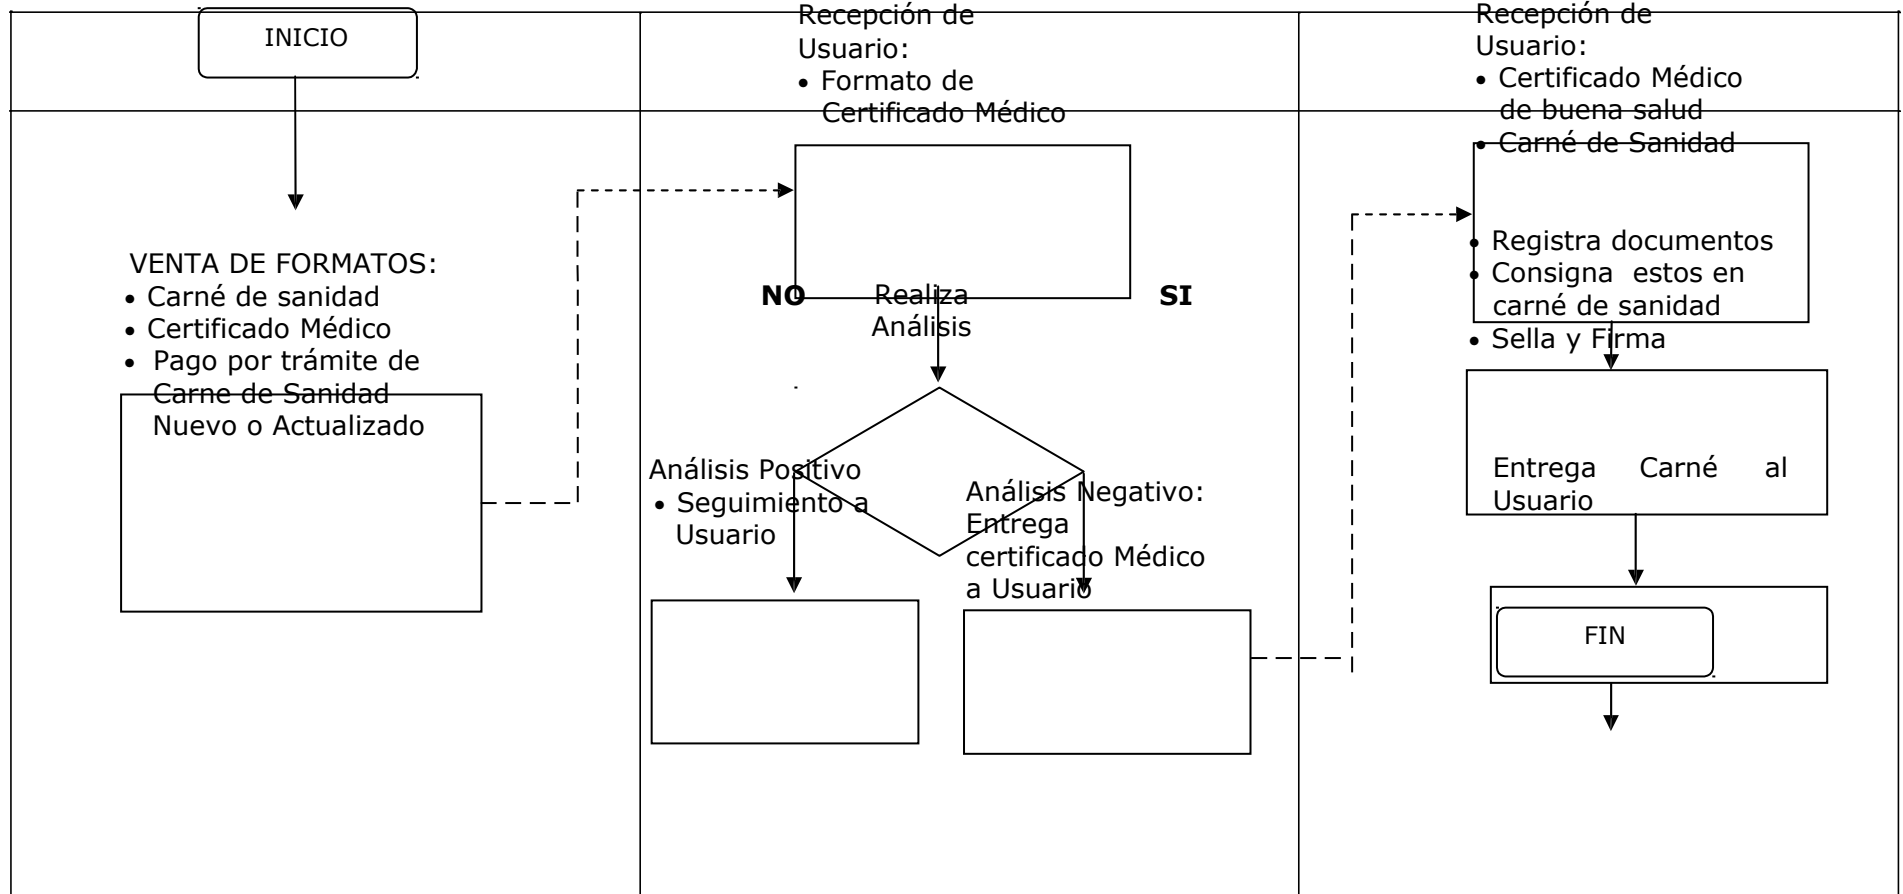 INICIO
VENTA DE FORMATOS:
• Carné de sanidad
• Certificado Médico
• Pago por trámite de
Carne de Sanidad
Nuevo o Actualizado
Recepción de
Usuario:
• Formato de
Certificado Médico
NO
Realiza
Análisis
SI
Análisis Positivo
• Seguimiento a
Usuario
Análisis Negativo:
Entrega
certificado Médico
a Usuario
Recepción de
Usuario:
• Certificado Médico
de buena salud
• Carné de Sanidad
• Registra documentos
• Consigna estos en
carné de sanidad
• Sella y Firma
Entrega Carné al
Usuario
FIN